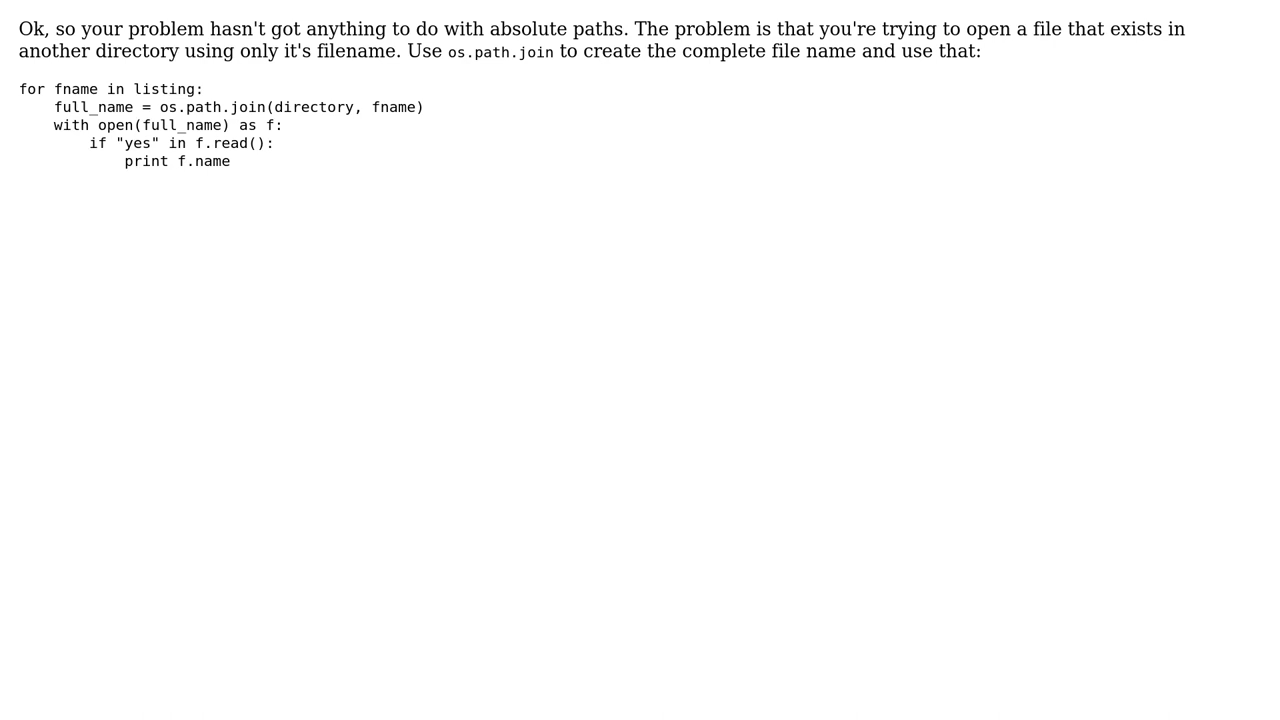 Ok, so your problem hasn't got anything to do with absolute paths. The problem is that you're trying to open a file that exists in
another directory using only it's filename. Use os.path.join to create the complete file name and use that:
for fname in listing:
    full_name = os.path.join(directory, fname)
    with open(full_name) as f:
        if "yes" in f.read():
            print f.name